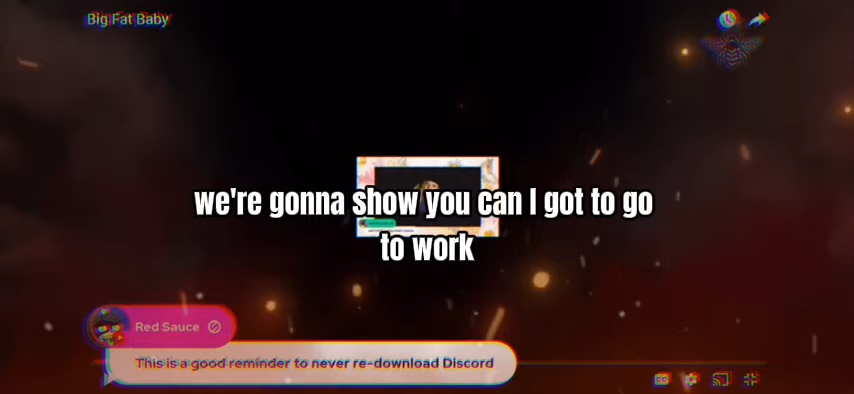 Big Fat Baby
we're gonna show you can I got to go
to work
Red Sauce
This is a good reminder to never re-download Discord
CC